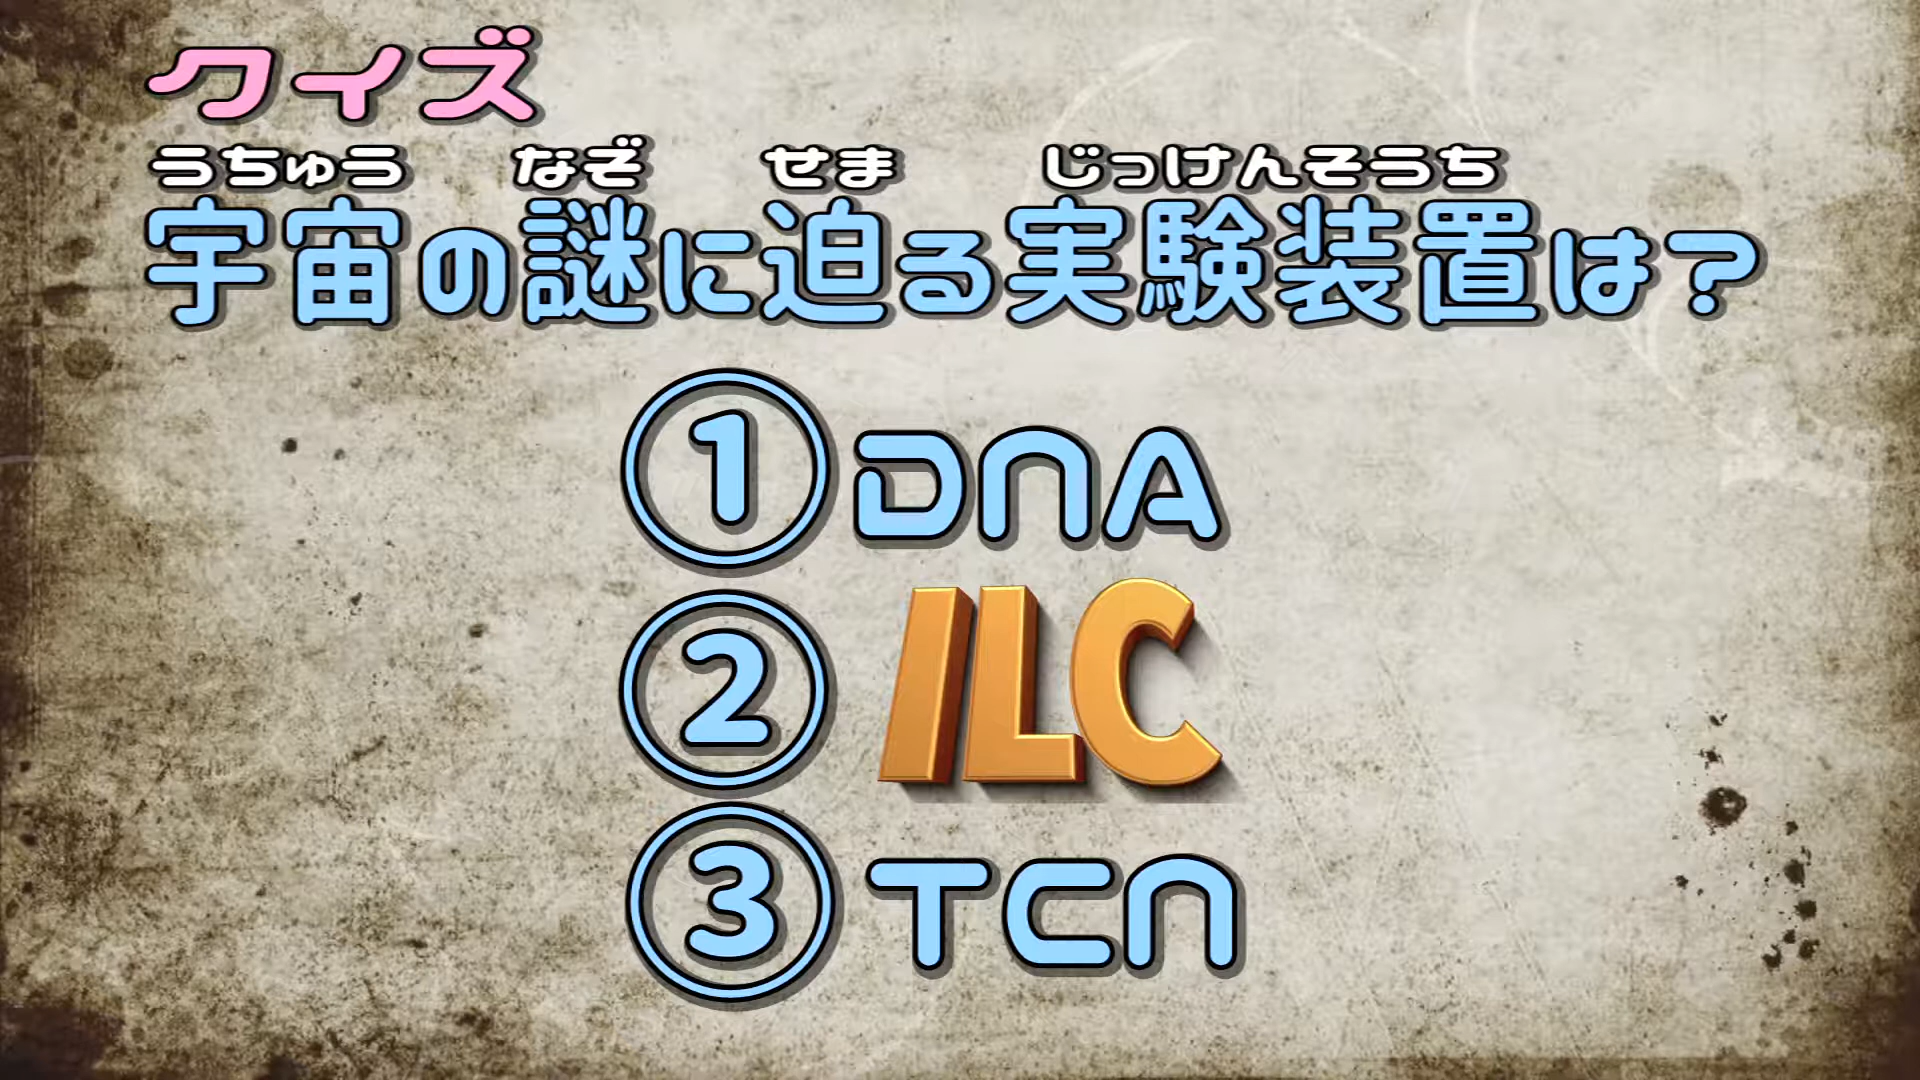 クイズ
うちゅう なぞ せま じっけんそうち
宇宙の謎に迫る実験装置は?
①DNA
②ILC
③TCN